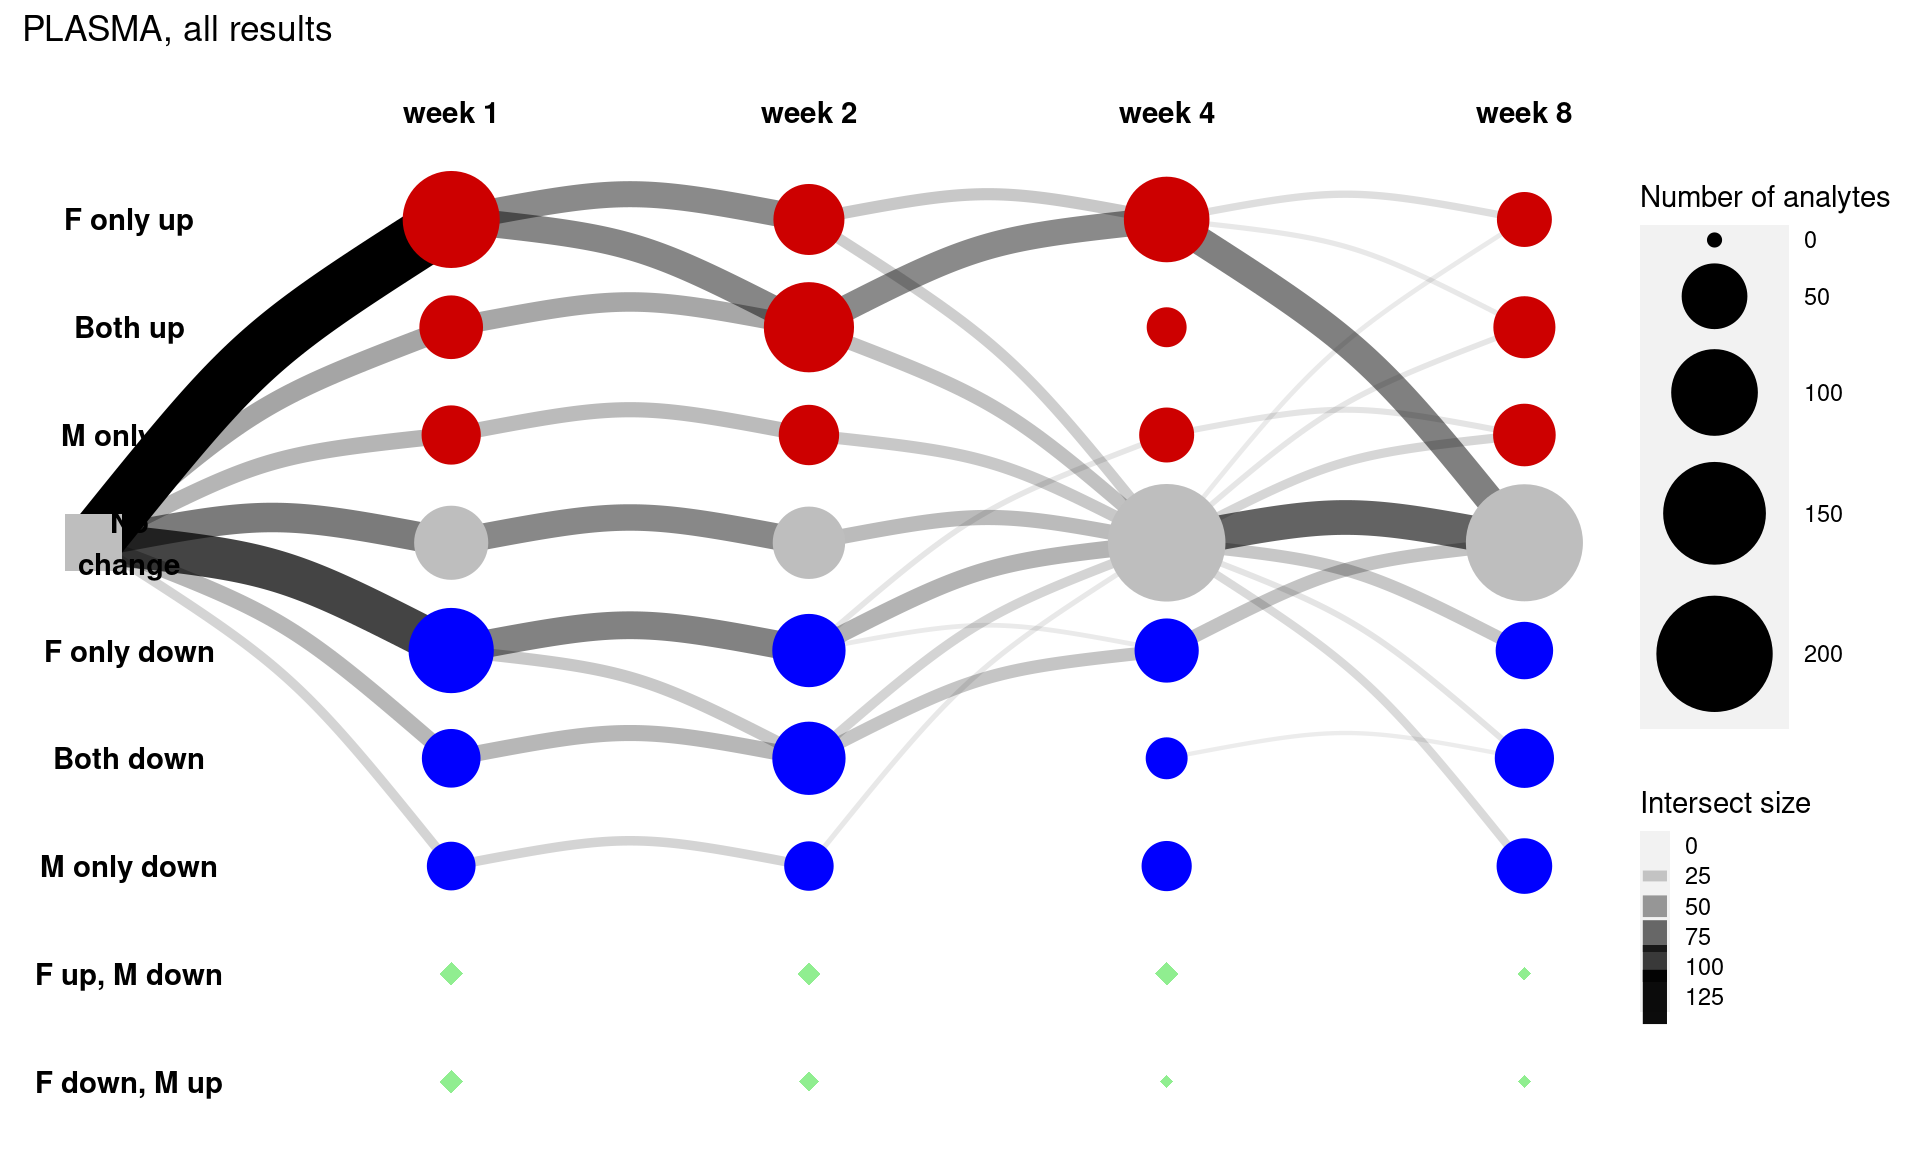 PLASMA, all results
week 1 week 2 week 4 week 8
F only up
Both up
M only
No
change
F only down
Both down
M only down
F up, M down
F down, M up
Number of analytes
0
50
100
150
200
Intersect size
0
25
50
75
100
125